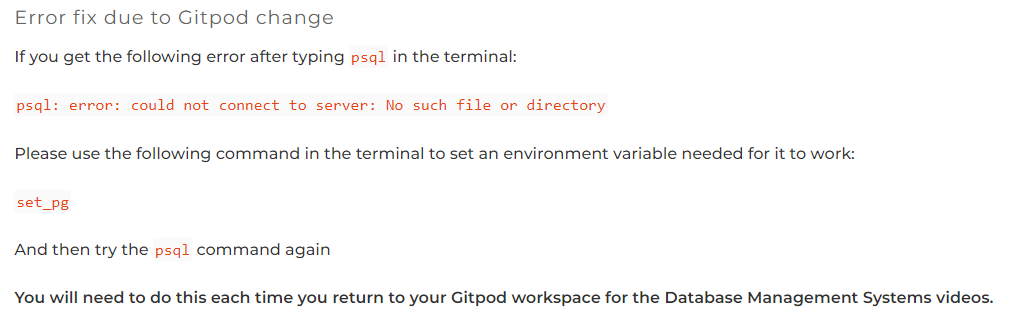 Error fix due to Gitpod change
If you get the following error after typing psql in the terminal:
psql: error: could not connect to server: No such file or directory
Please use the following command in the terminal to set an environment variable needed for it to work:
set_pg
And then try the psql command again
You will need to do this each time you return to your Gitpod workspace for the Database Management Systems videos.